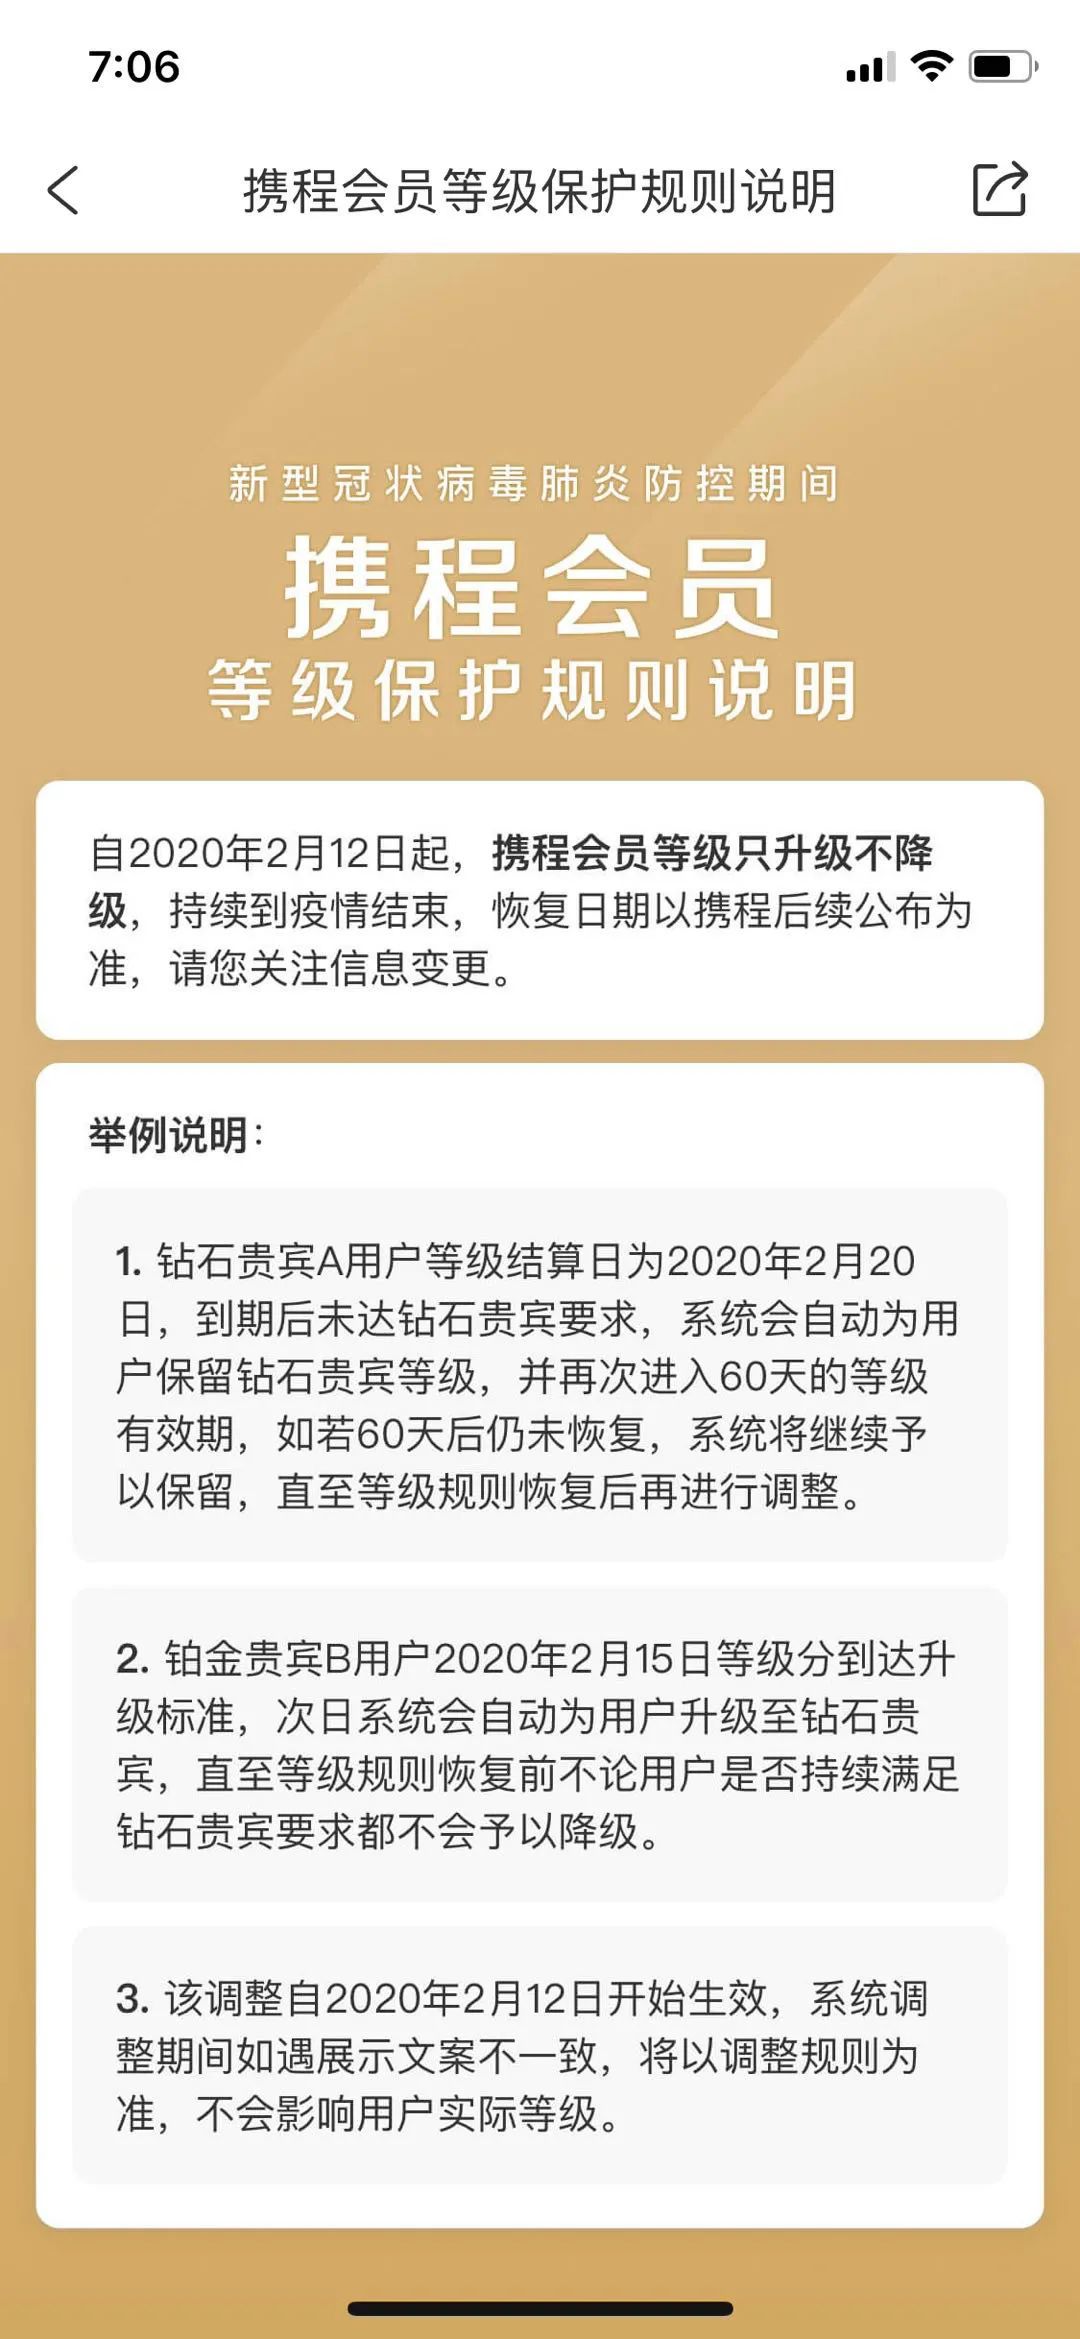 7:06
携程会员等级保护规则说明
新型冠状病毒肺炎防控期间
携程会员
等级保护规则说明
自2020年2月12日起，携程会员等级只升级不降
级，持续到疫情结束，恢复日期以携程后续公布为
准，请您关注信息变更。
举例说明：
1. 钻石贵宾A用户等级结算日为2020年2月20
日，到期后未达钻石贵宾要求，系统会自动为用
户保留钻石贵宾等级，并再次进入60天的等级
有效期，如若60天后仍未恢复，系统将继续予
以保留，直至等级规则恢复后再进行调整。
2. 铂金贵宾B用户2020年2月15日等级分到达升
级标准，次日系统会自动为用户升级至钻石贵
宾，直至等级规则恢复前不论用户是否持续满足
钻石贵宾要求都不会予以降级。
3. 该调整自2020年2月12日开始生效，系统调
整期间如遇展示文案不一致，将以调整规则为
准，不会影响用户实际等级。